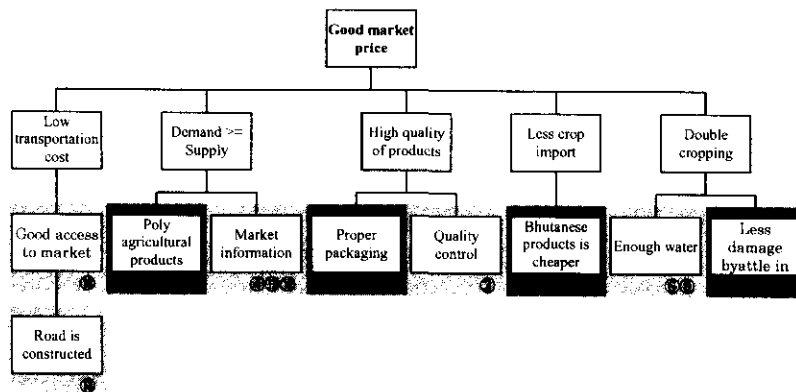 Good market
price
Low
transportation
cost
Demand >=
Supply
High quality
of products
Less crop
import
Double
cropping
Good access
to market
Poly
agricultural
products
Market
information
Proper
packaging
Quality
control
Bhutanese
products is
cheaper
Enough water
Less
damage
byattle in
Road is
constructed